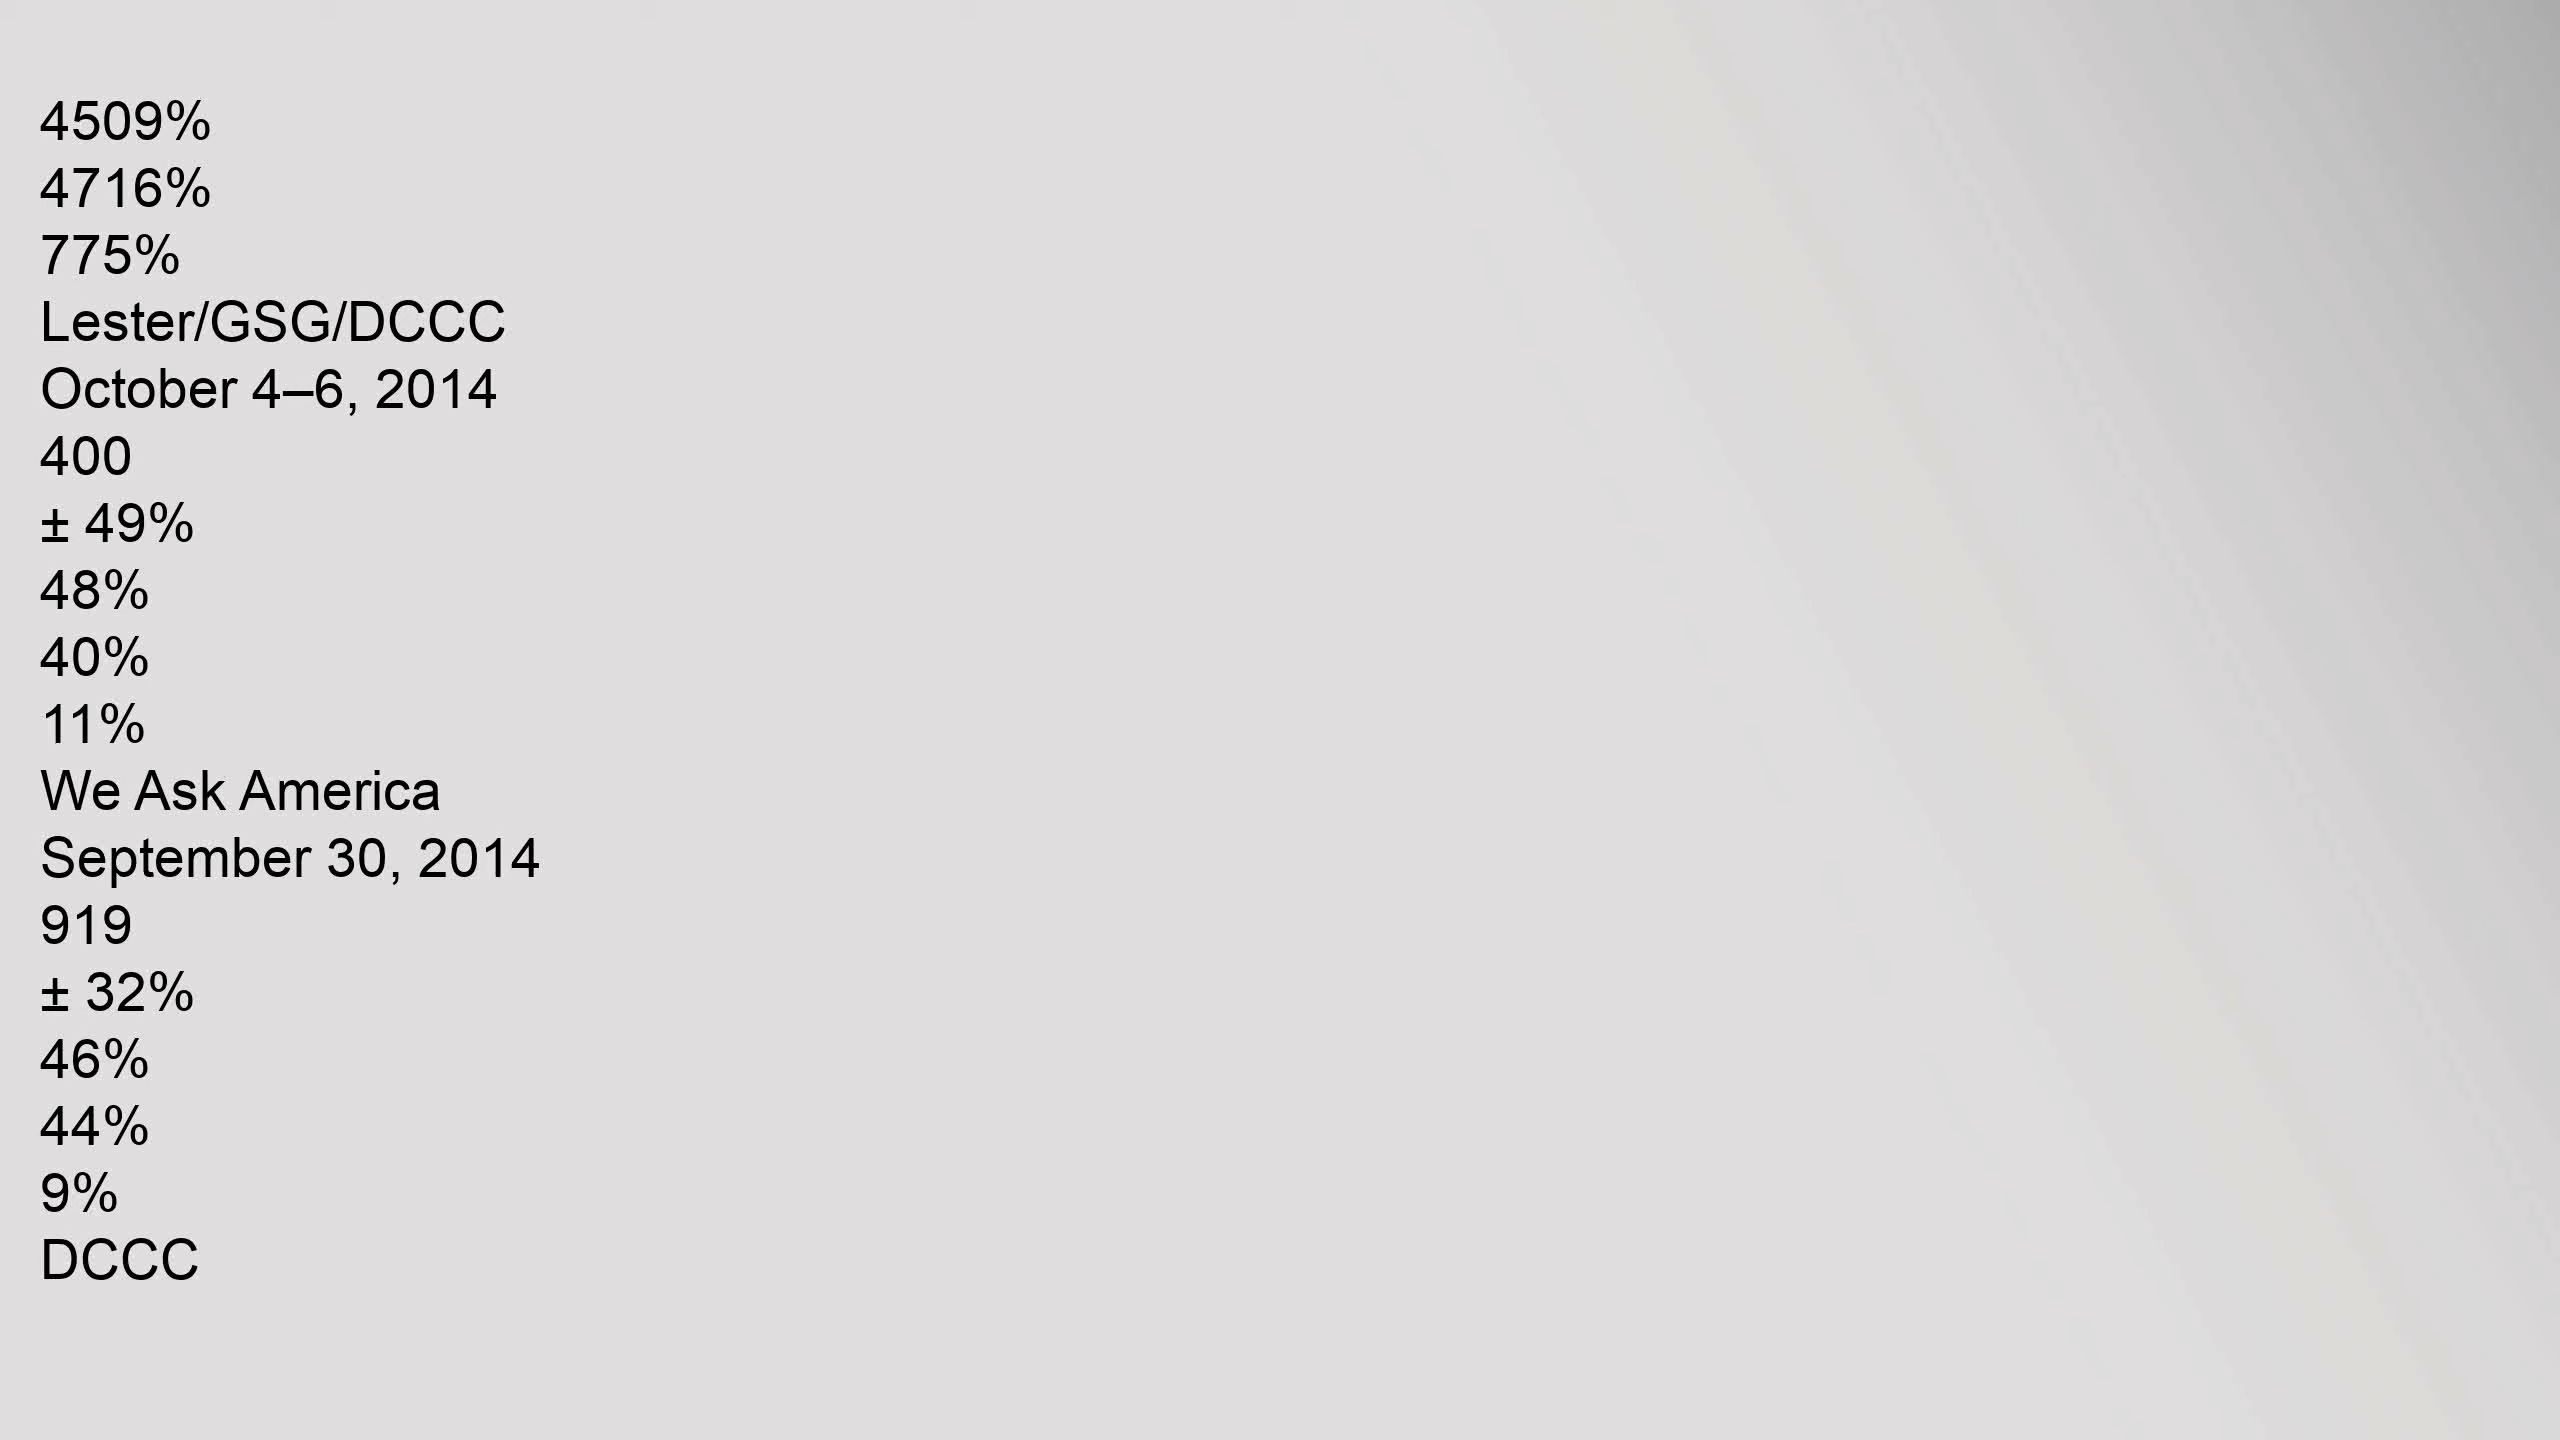 4509%
4716%
775%
Lester/GSG/DCCC
October 4–6, 2014
400
± 49%
48%
40%
11%
We Ask America
September 30, 2014
919
± 32%
46%
44%
9%
DCCC